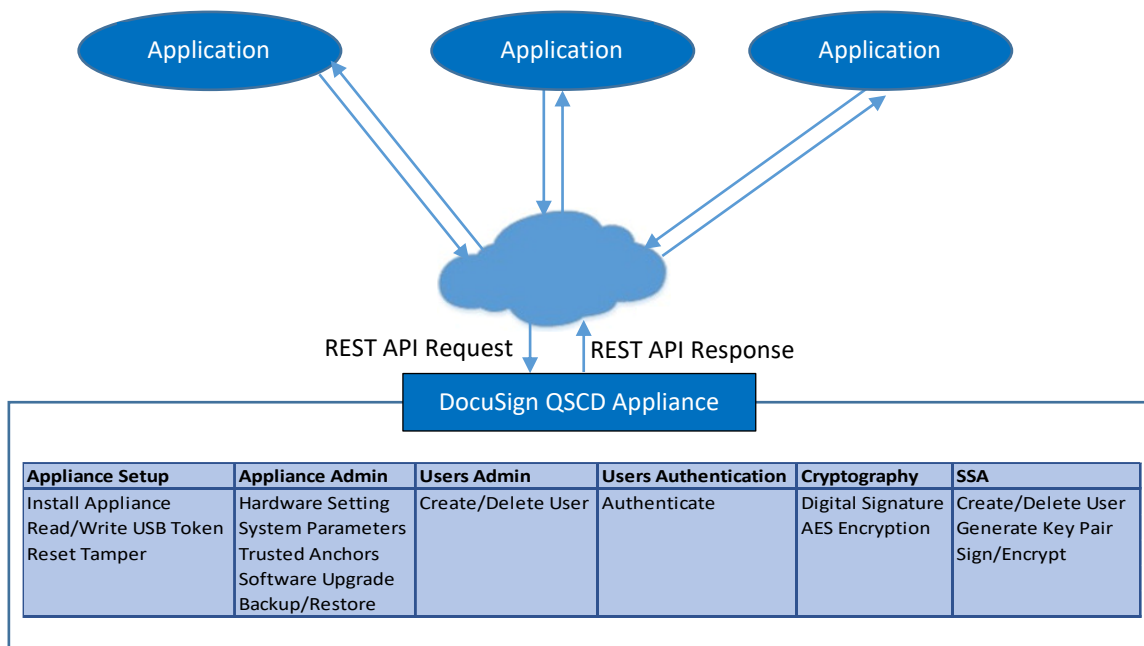 Application
Application
Application
REST API Request
REST API Response
DocuSign QSCD Appliance
Appliance Setup
Install Appliance
Read/Write USB Token
Reset Tamper
Appliance Admin
Hardware Setting
System Parameters
Trusted Anchors
Software Upgrade
Backup/Restore
Users Admin
Create/Delete User
Users Authentication
Authenticate
Cryptography
Digital Signature
AES Encryption
SSA
Create/Delete User
Generate Key Pair
Sign/Encrypt